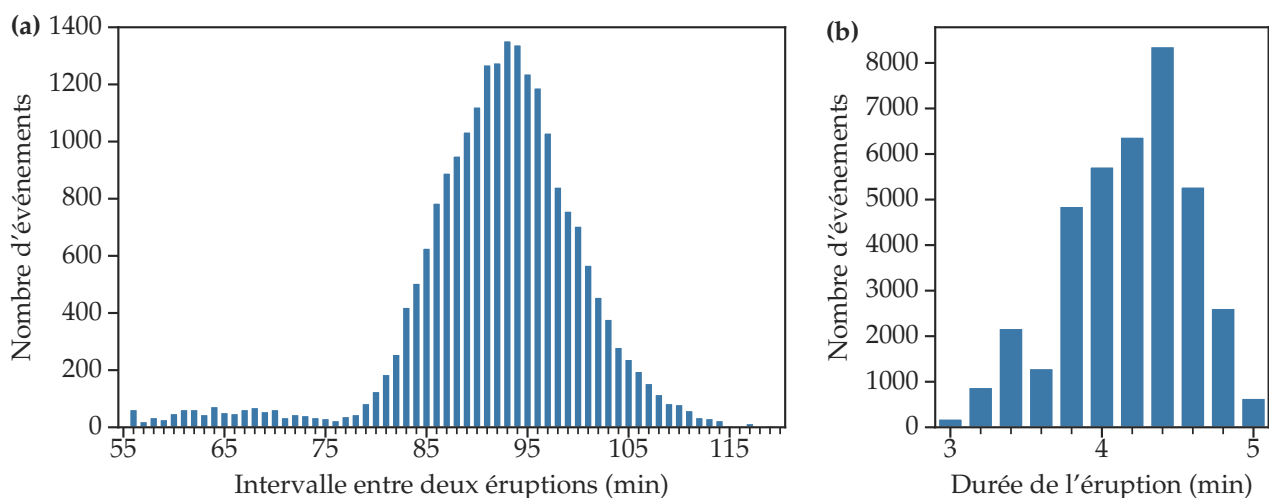 (a)
1400
1200
1000
800
600
400
200
0
Nombre d'événements
55 65 75 85 95 105 115
Intervalle entre deux éruptions (min)
(b)
8000
7000
6000
5000
4000
3000
2000
1000
0
Nombre d'événements
3 4 5
Durée de l'éruption (min)